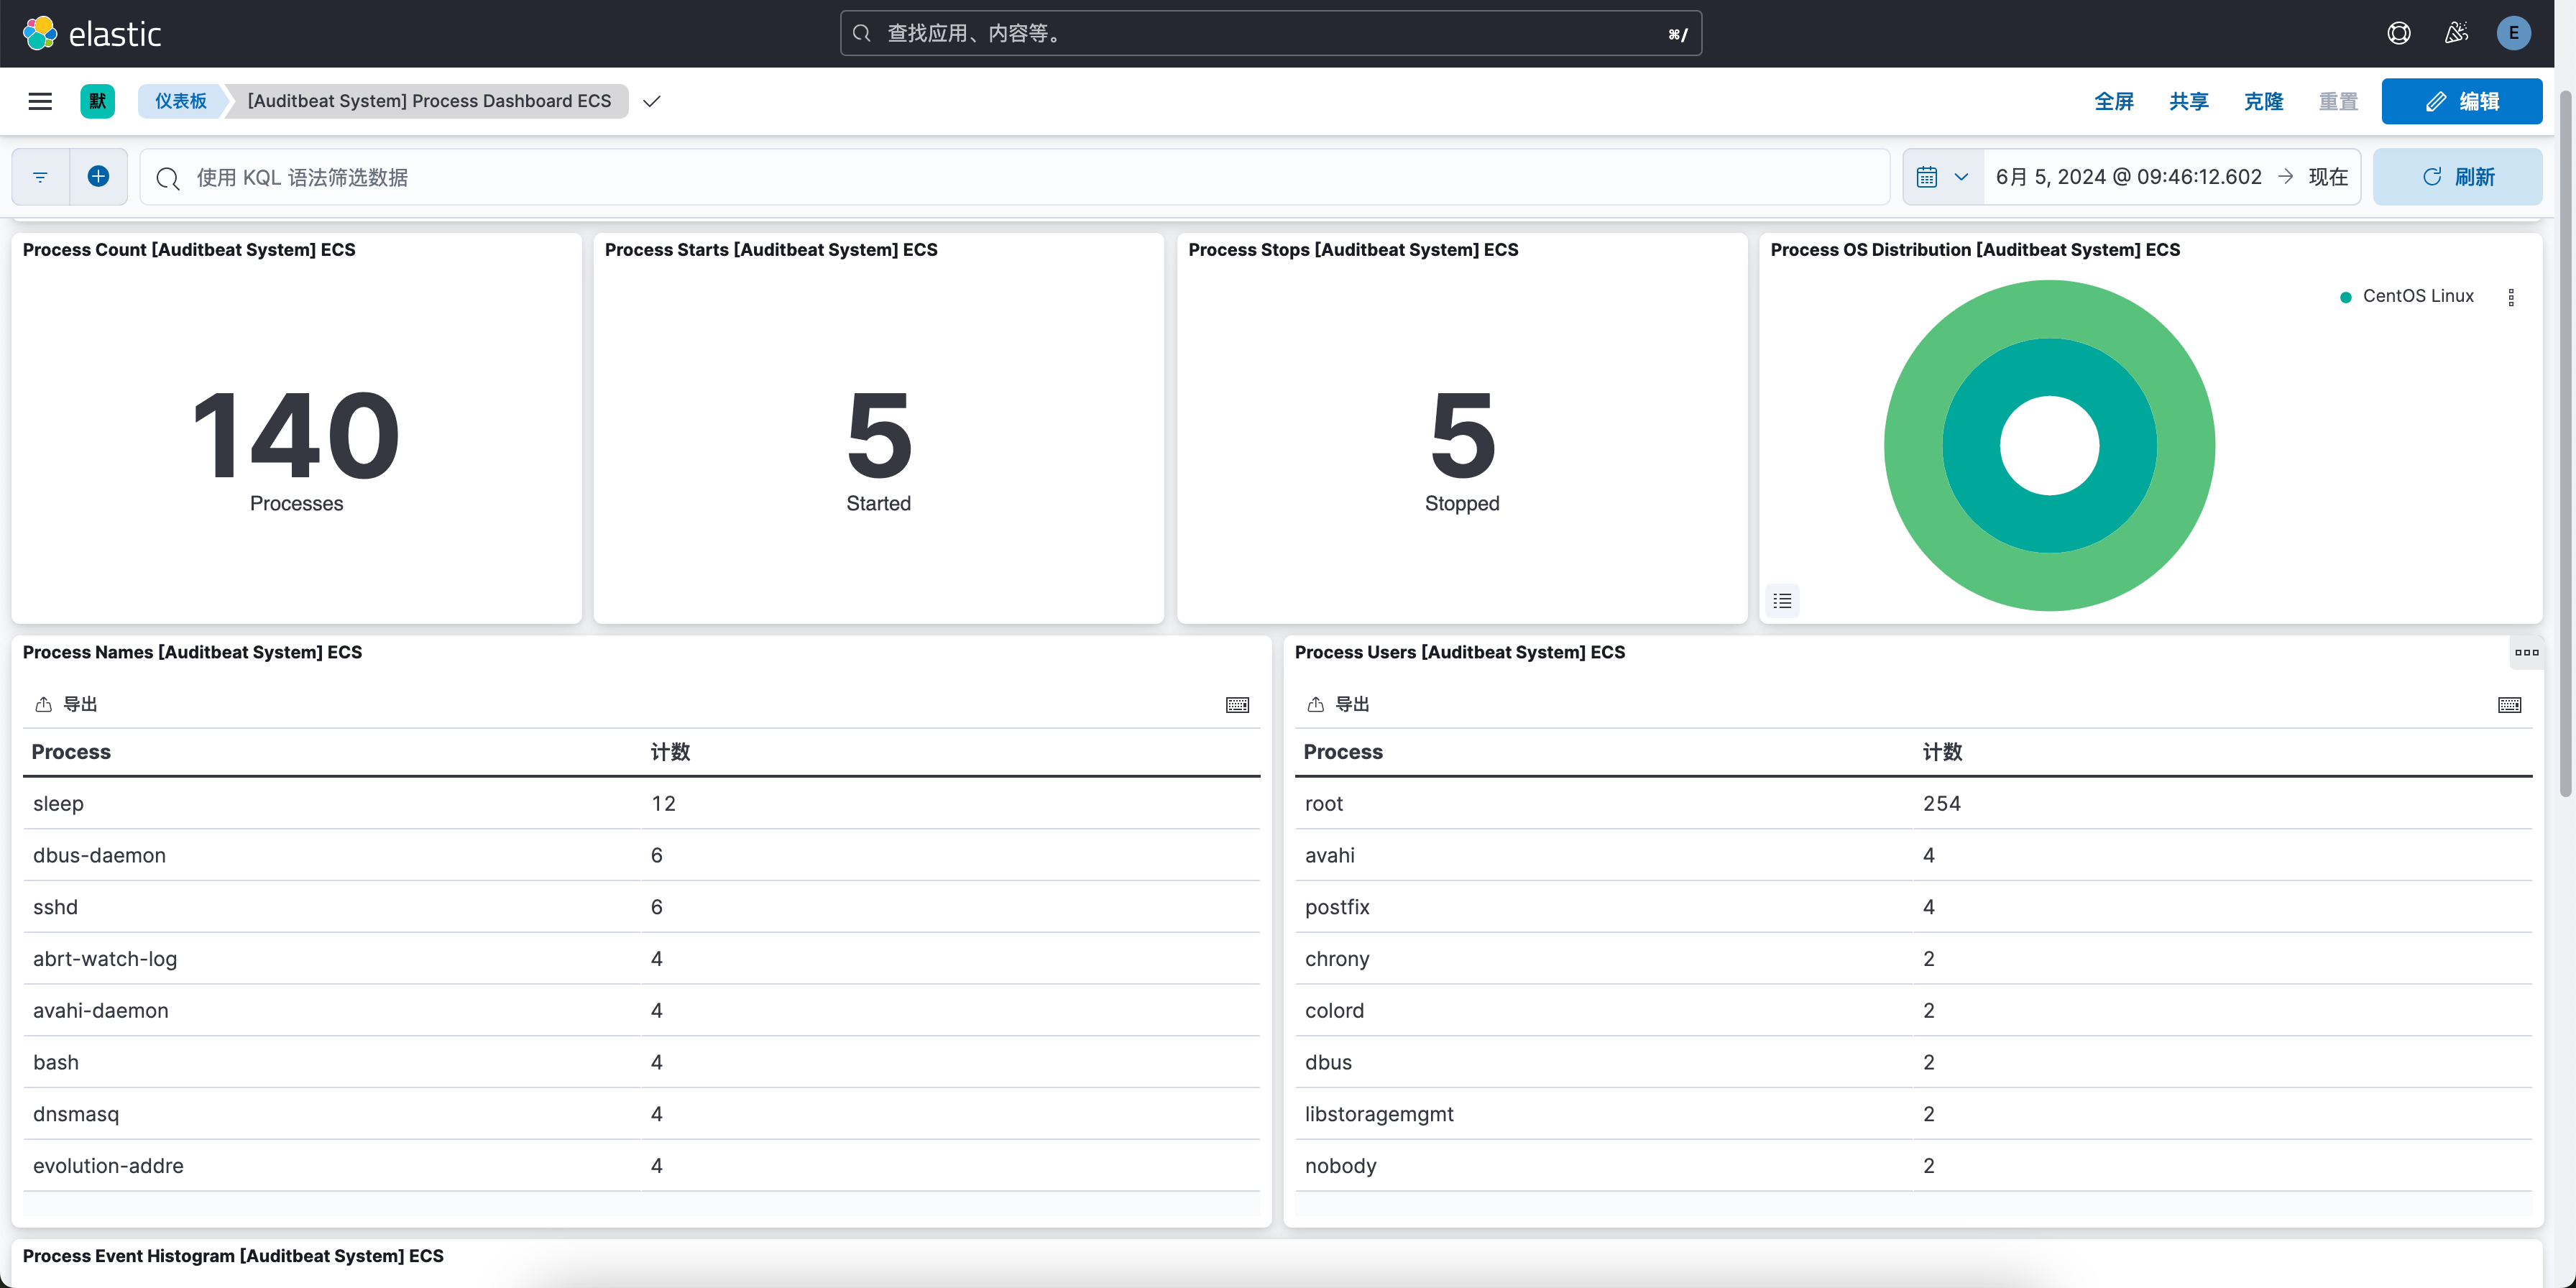 elastic
查找应用、内容等。
⌘/
E
默
仪表板
[Auditbeat System] Process Dashboard ECS
全屏
共享
克隆
重置
编辑
使用 KQL 语法筛选数据
6月 5, 2024 @ 09:46:12.602 → 现在
刷新
Process Count [Auditbeat System] ECS
140
Processes
Process Starts [Auditbeat System] ECS
5
Started
Process Stops [Auditbeat System] ECS
5
Stopped
Process OS Distribution [Auditbeat System] ECS
CentOS Linux
Process Names [Auditbeat System] ECS
导出
Process 计数
sleep 12
dbus-daemon 6
sshd 6
abrt-watch-log 4
avahi-daemon 4
bash 4
dnsmasq 4
evolution-addre 4
Process Users [Auditbeat System] ECS
导出
Process 计数
root 254
avahi 4
postfix 4
chrony 2
colord 2
dbus 2
libstoragemgmt 2
nobody 2
Process Event Histogram [Auditbeat System] ECS